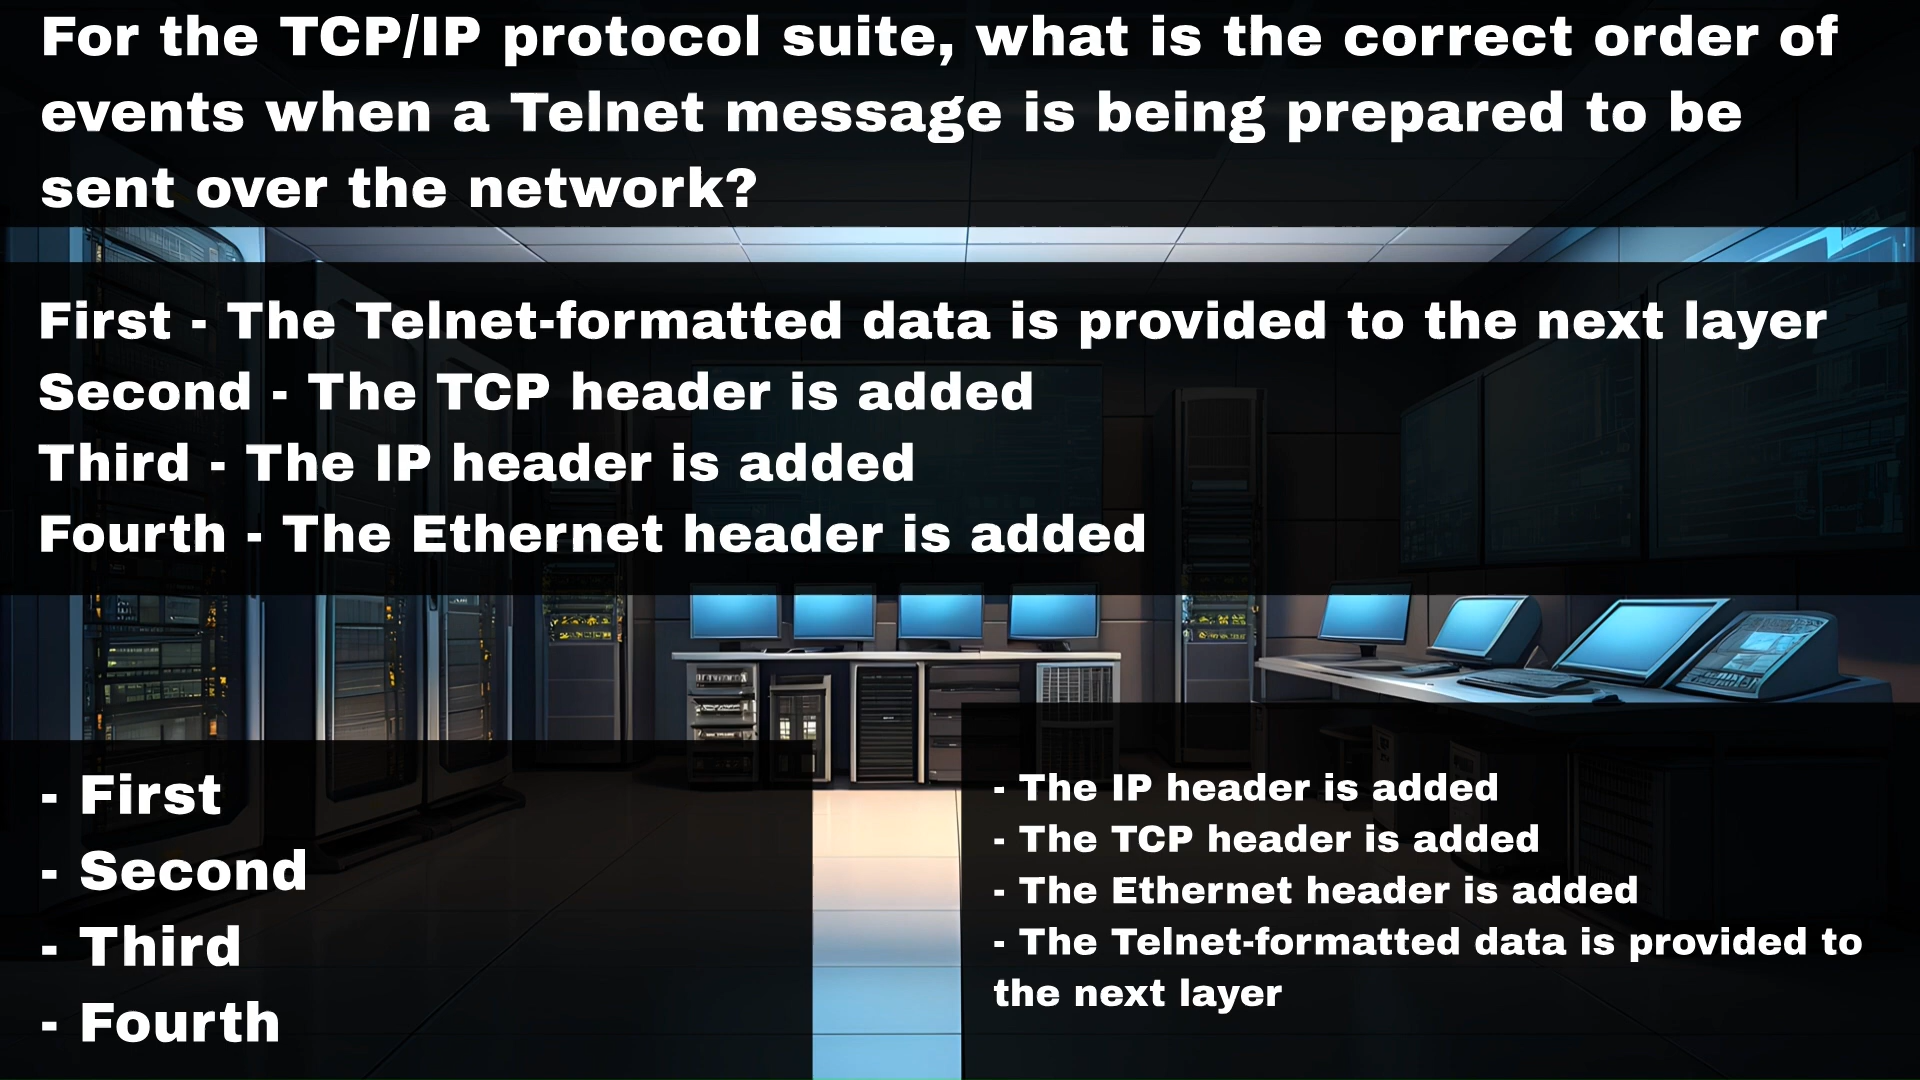 For the TCP/IP protocol suite, what is the correct order of
events when a Telnet message is being prepared to be
sent over the network?
First - The Telnet-formatted data is provided to the next layer
Second - The TCP header is added
Third - The IP header is added
Fourth - The Ethernet header is added
- First
- Second
- Third
- Fourth
- The IP header is added
- The TCP header is added
- The Ethernet header is added
- The Telnet-formatted data is provided to
the next layer